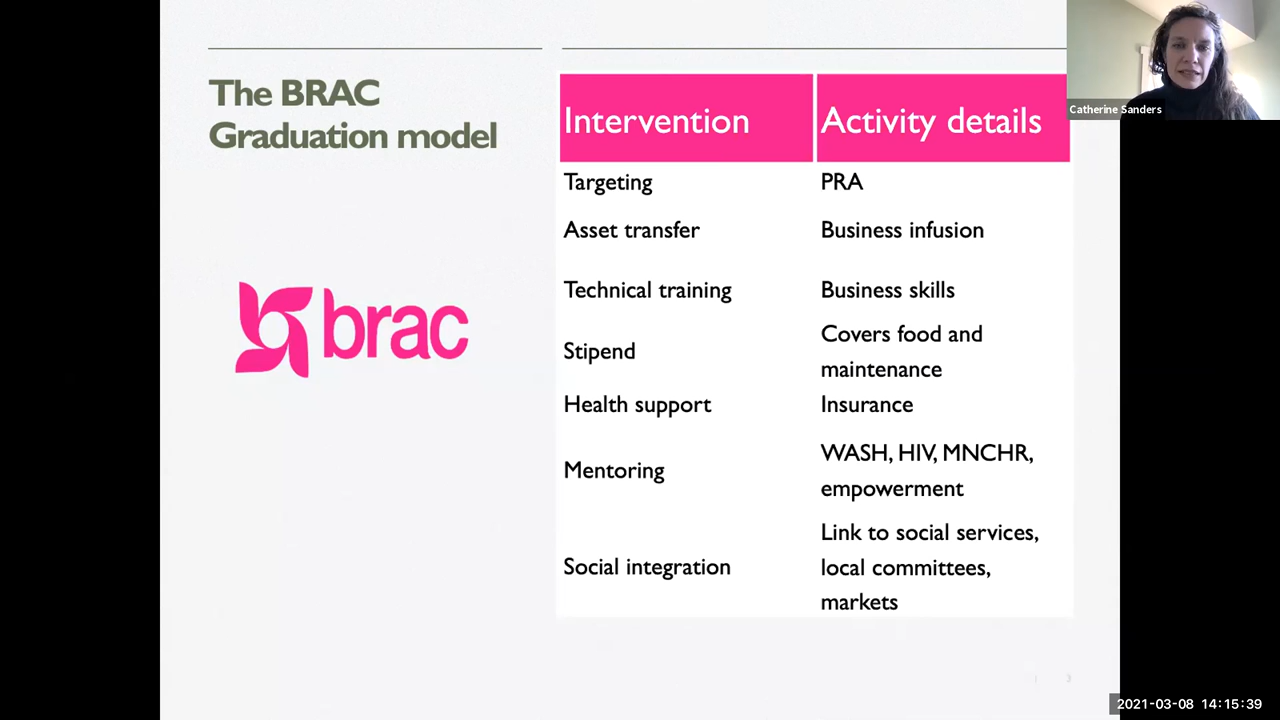 The BRAC
Graduation model
brac
Intervention Activity details
Targeting PRA
Asset transfer Business infusion
Technical training Business skills
Stipend Covers food and
maintenance
Health support Insurance
Mentoring WASH, HIV, MNCHR,
empowerment
Social integration Link to social services,
local committees,
markets
Catherine Sanders
3
2021-03-08 14:15:39